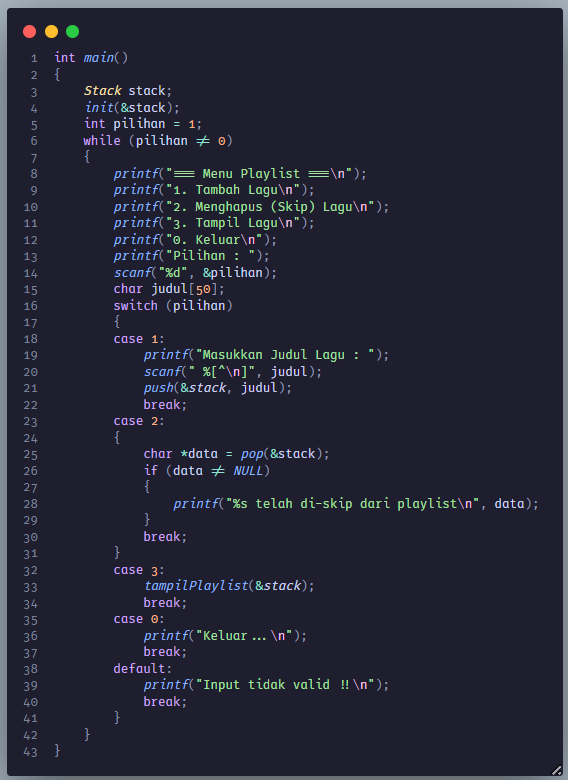 1 int main()
2 {
3     Stack stack;
4     init(&stack);
5     int pilihan = 1;
6     while (pilihan != 0)
7     {
8         printf("=== Menu Playlist ===\n");
9         printf("1. Tambah Lagu\n");
10         printf("2. Menghapus (Skip) Lagu\n");
11         printf("3. Tampil Lagu\n");
12         printf("0. Keluar\n");
13         printf("Pilihan : ");
14         scanf("%d", &pilihan);
15         char judul[50];
16         switch (pilihan)
17         {
18         case 1:
19             printf("Masukkan Judul Lagu : ");
20             scanf(" %[^\n]", judul);
21             push(&stack, judul);
22             break;
23         case 2:
24         {
25             char *data = pop(&stack);
26             if (data != NULL)
27             {
28                 printf("%s telah di-skip dari playlist\n", data);
29             }
30             break;
31         }
32         case 3:
33             tampilPlaylist(&stack);
34             break;
35         case 0:
36             printf("Keluar...\n");
37             break;
38         default:
39             printf("Input tidak valid !!\n");
40             break;
41         }
42     }
43 }